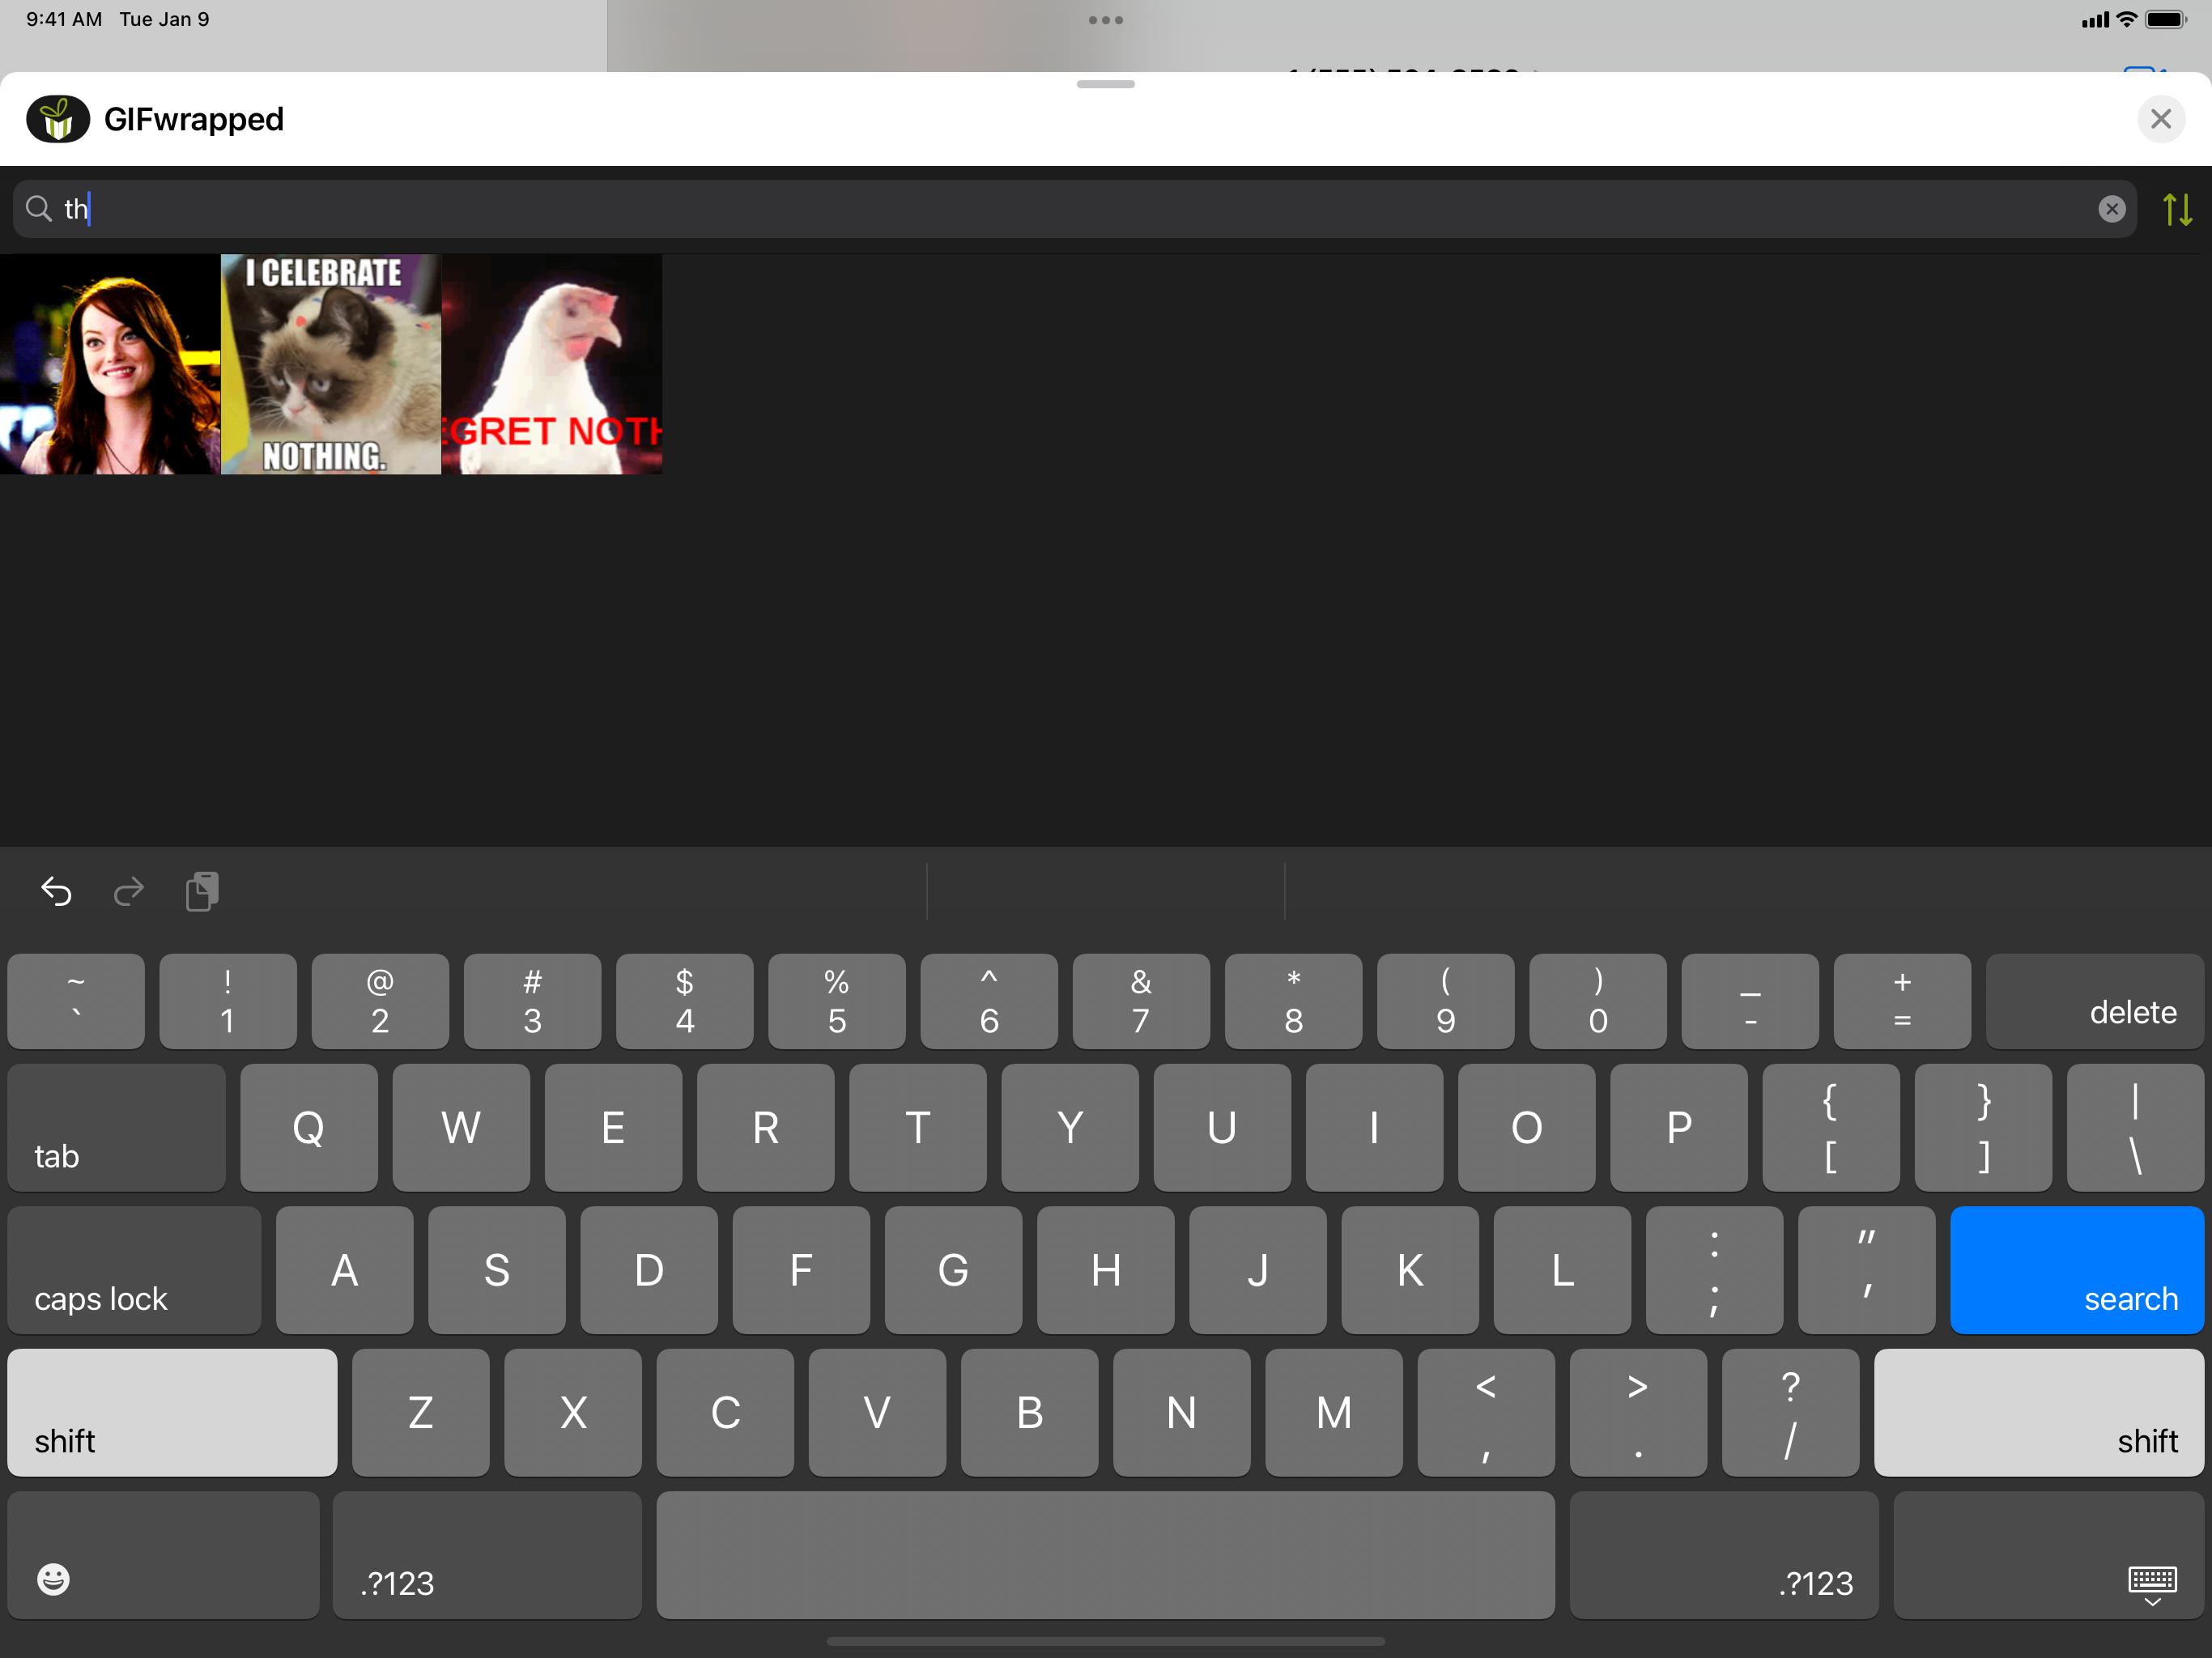 9:41 AM Tue Jan 9
GIFwrapped
th
I CELEBRATE
NOTHING.
EGRET NOTH
~ ! @ # $ % ^ & * ( ) _ +
` 1 2 3 4 5 6 7 8 9 0 - = delete
tab Q W E R T Y U I O P { } |
[ ] \
caps lock A S D F G H J K L : "
; ' search
shift Z X C V B N M < > ?
, . / shift
.?123 .?123